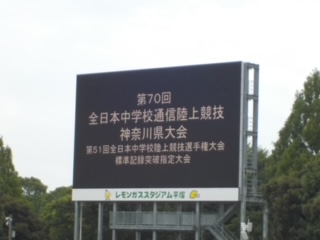 第70回
全日本中学校通信陸上競技
神奈川県大会
第51回全日本中学校陸上競技選手権大会
標準記録突破指定大会
レモンガススタジアム平塚